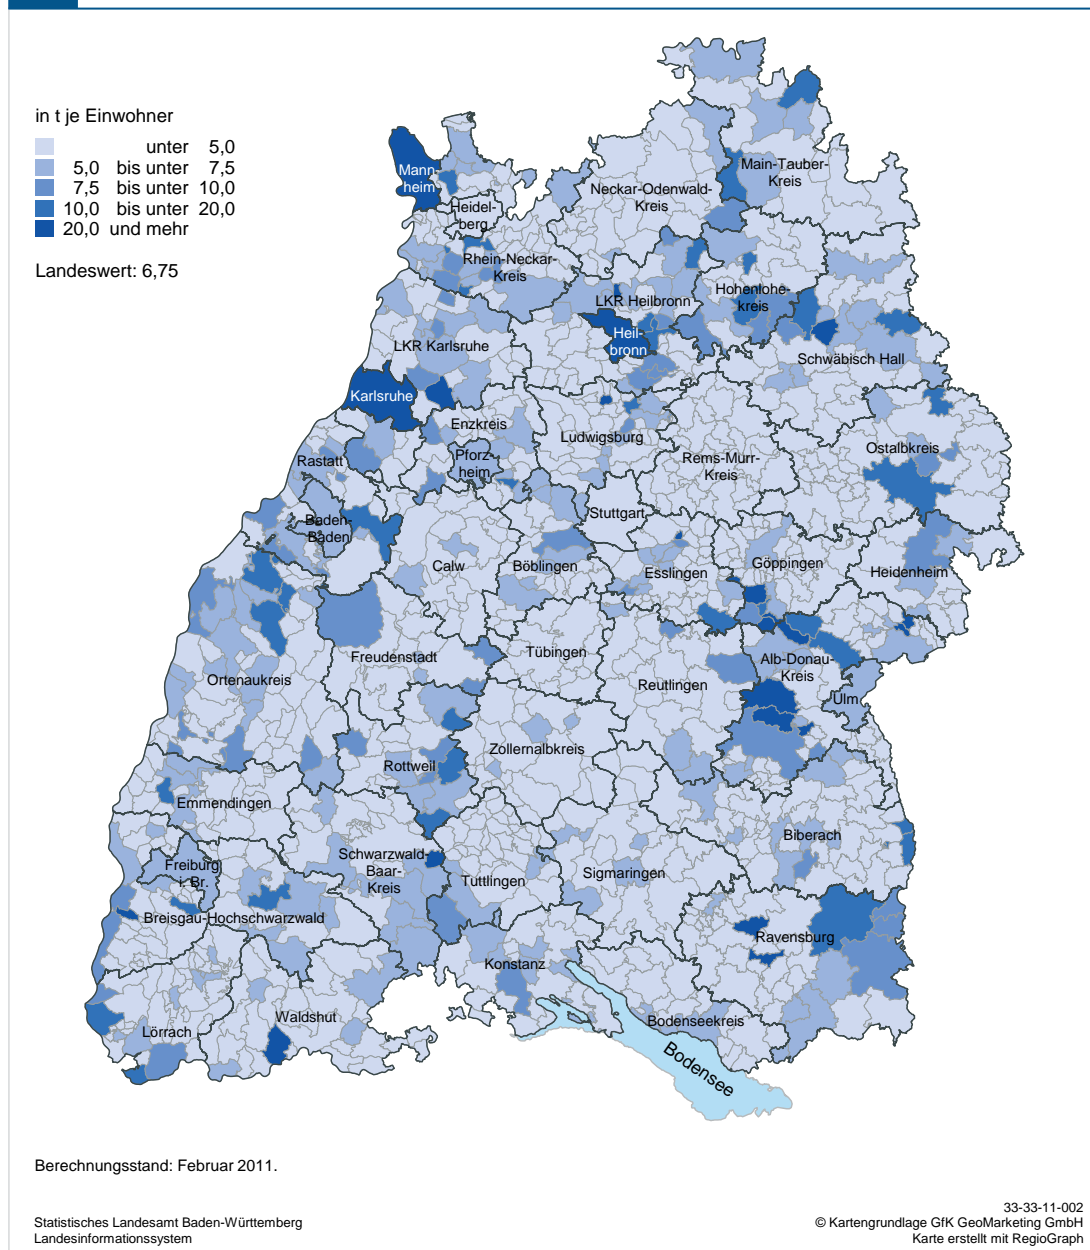 in t je Einwohner
unter 5,0
5,0 bis unter 7,5
7,5 bis unter 10,0
10,0 bis unter 20,0
20,0 und mehr
Landeswert: 6,75
Mann-
heim
Heidel-
berg
Rhein-Neckar-
Kreis
Neckar-Odenwald-
Kreis
Main-Tauber-
Kreis
LKR Heilbronn
Heil-
bronn
Hohenlohe-
kreis
Schwäbisch Hall
LKR Karlsruhe
Karlsruhe
Enzkreis
Pforz-
heim
Ludwigsburg
Rems-Murr-
Kreis
Ostalbkreis
Rastatt
Baden-
Baden
Calw
Böblingen
Stuttgart
Esslingen
Göppingen
Heidenheim
Ortenaukreis
Freudenstadt
Tübingen
Reutlingen
Alb-Donau-
Kreis
Ulm
Rottweil
Zollernalbkreis
Emmendingen
Freiburg
i. Br.
Schwarzwald-
Baar-
Kreis
Tuttlingen
Sigmaringen
Biberach
Breisgau-Hochschwarzwald
Konstanz
Ravensburg
Lörrach
Waldshut
Bodenseekreis
Bodensee
Berechnungsstand: Februar 2011.
Statistisches Landesamt Baden-Württemberg
Landesinformationssystem
33-33-11-002
© Kartengrundlage GfK GeoMarketing GmbH
Karte erstellt mit RegioGraph